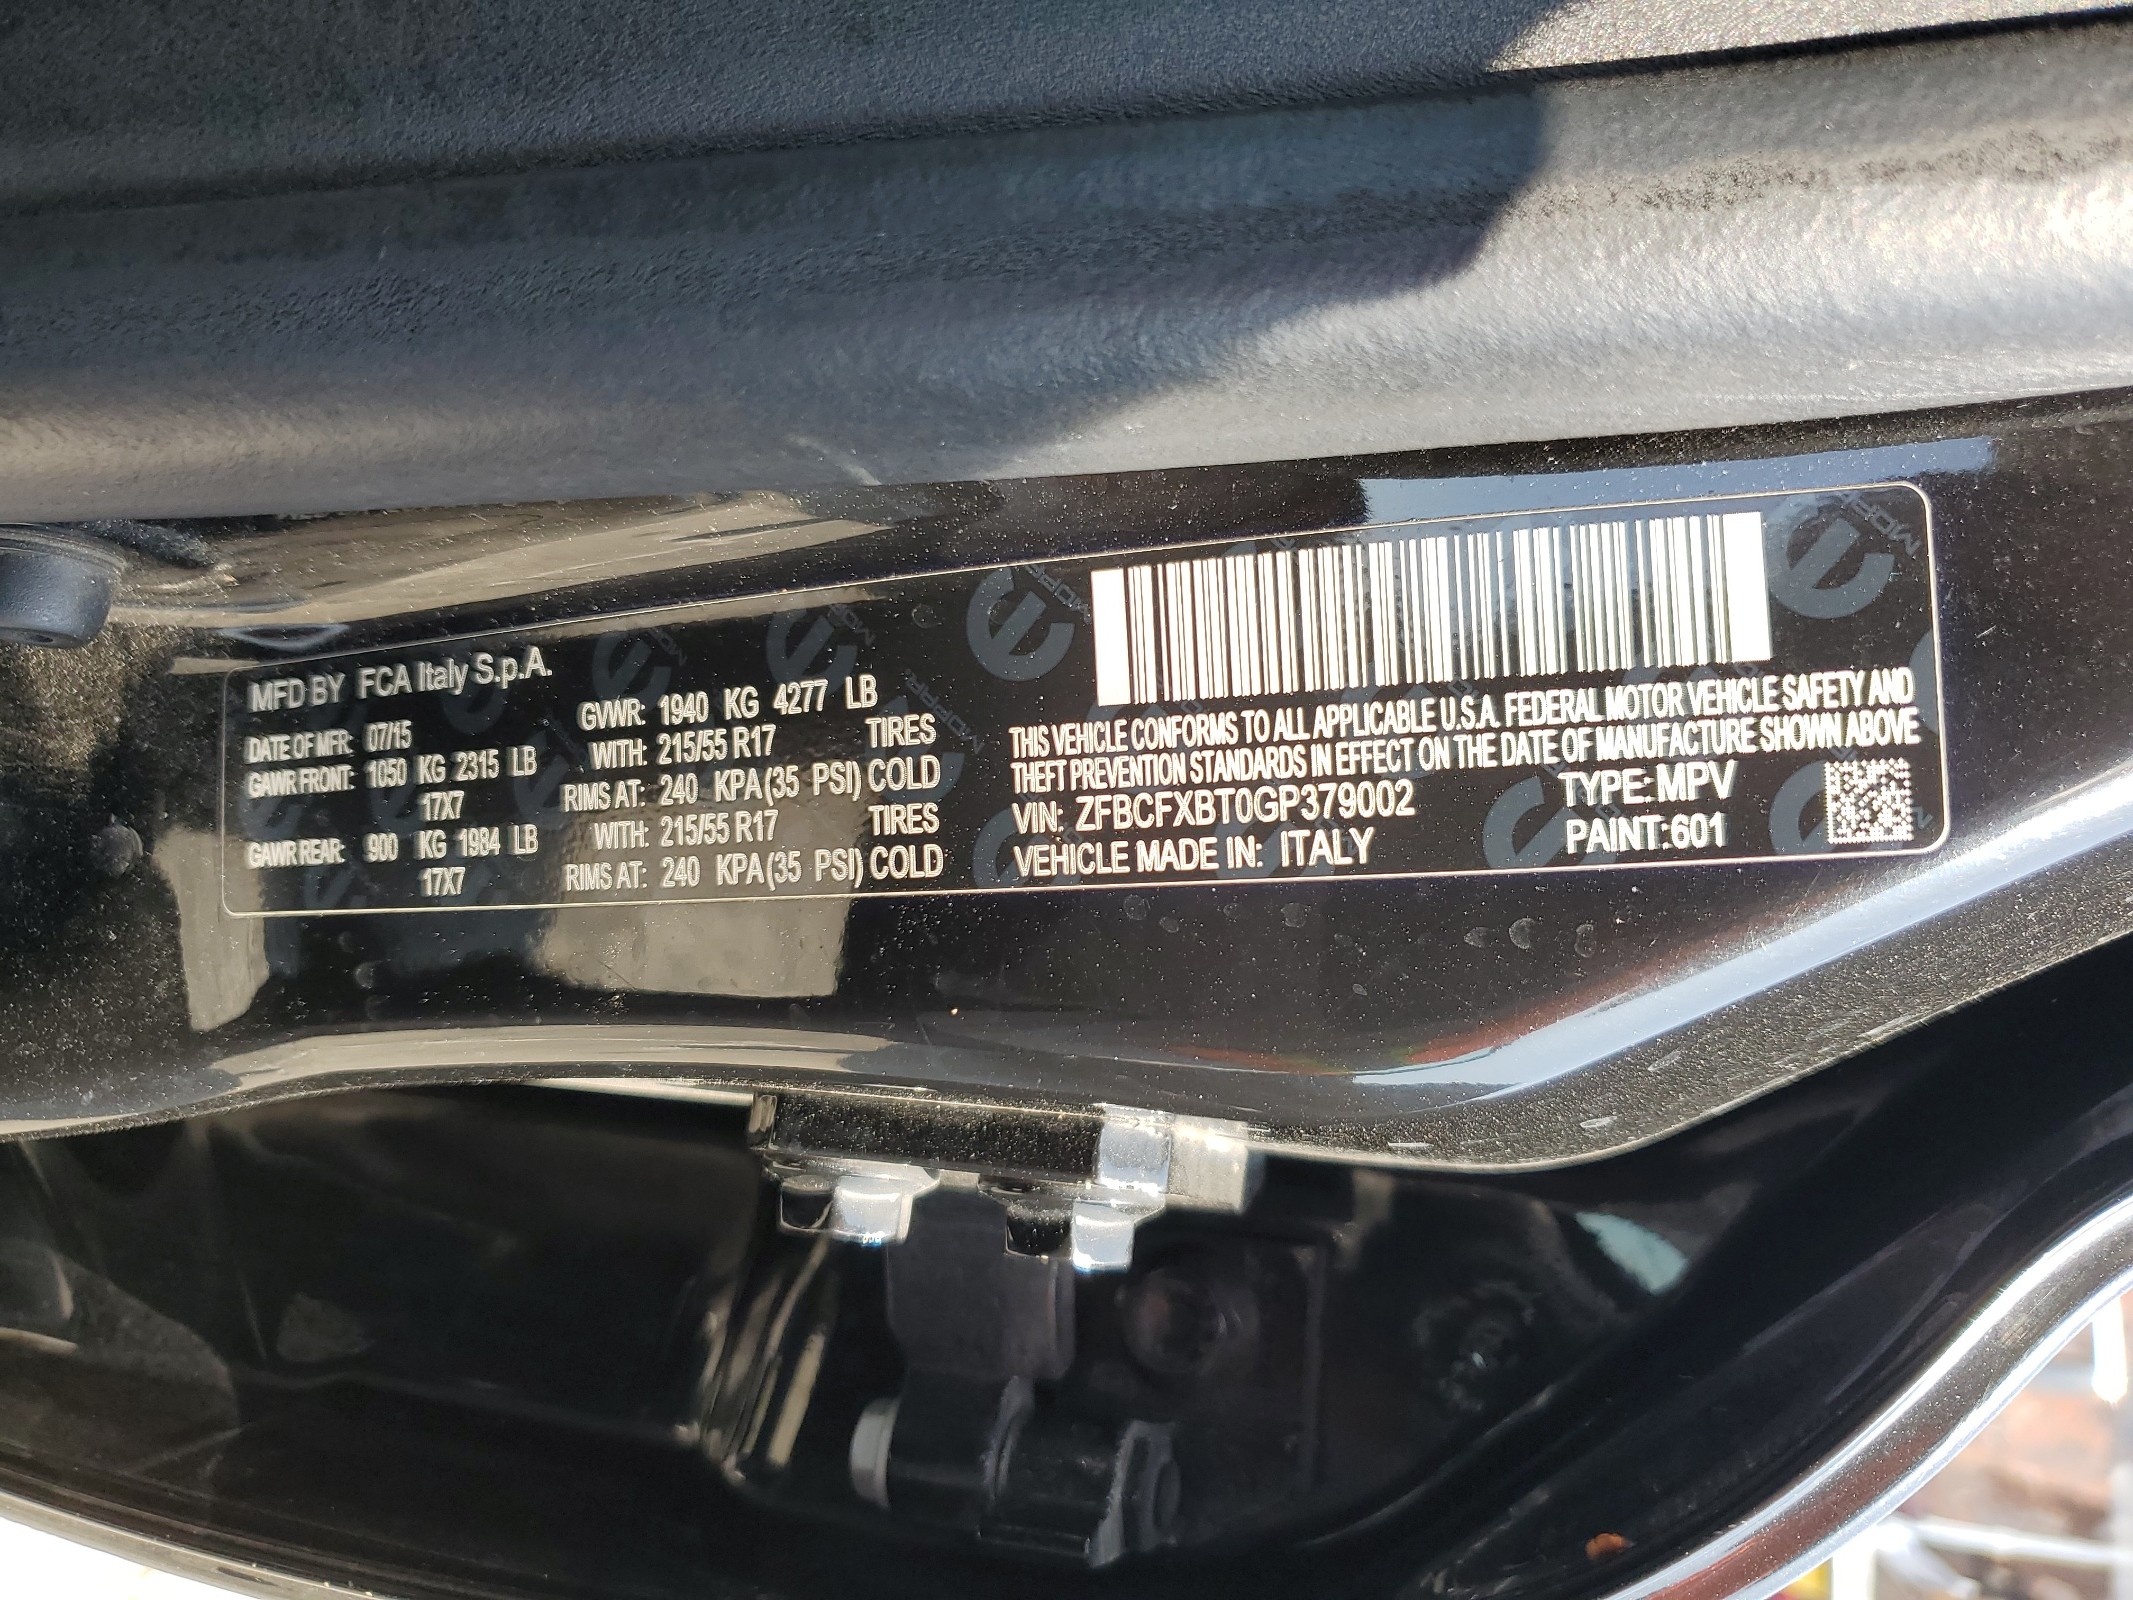 MFD BY FCA Italy S.p.A.
DATE OF MFR: 07/15 GVWR: 1940 KG 4277 LB
GAWR FRONT: 1050 KG 2315 LB WITH: 215/55 R17 TIRES
17X7 RIMS AT: 240 KPA (35 PSI) COLD
GAWR REAR: 900 KG 1984 LB WITH: 215/55 R17 TIRES
17X7 RIMS AT: 240 KPA (35 PSI) COLD
THIS VEHICLE CONFORMS TO ALL APPLICABLE U.S.A. FEDERAL MOTOR VEHICLE SAFETY AND
THEFT PREVENTION STANDARDS IN EFFECT ON THE DATE OF MANUFACTURE SHOWN ABOVE
VIN: ZFBCFXBT0GP379002 TYPE: MPV
VEHICLE MADE IN: ITALY PAINT: 601
MOPAR